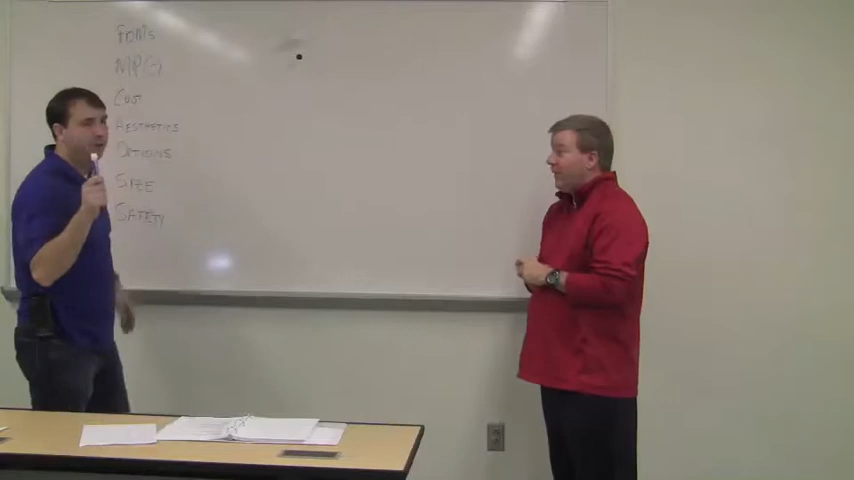 MPG
COST
AESTHETICS
OPTIONS
SIZE
SAFETY